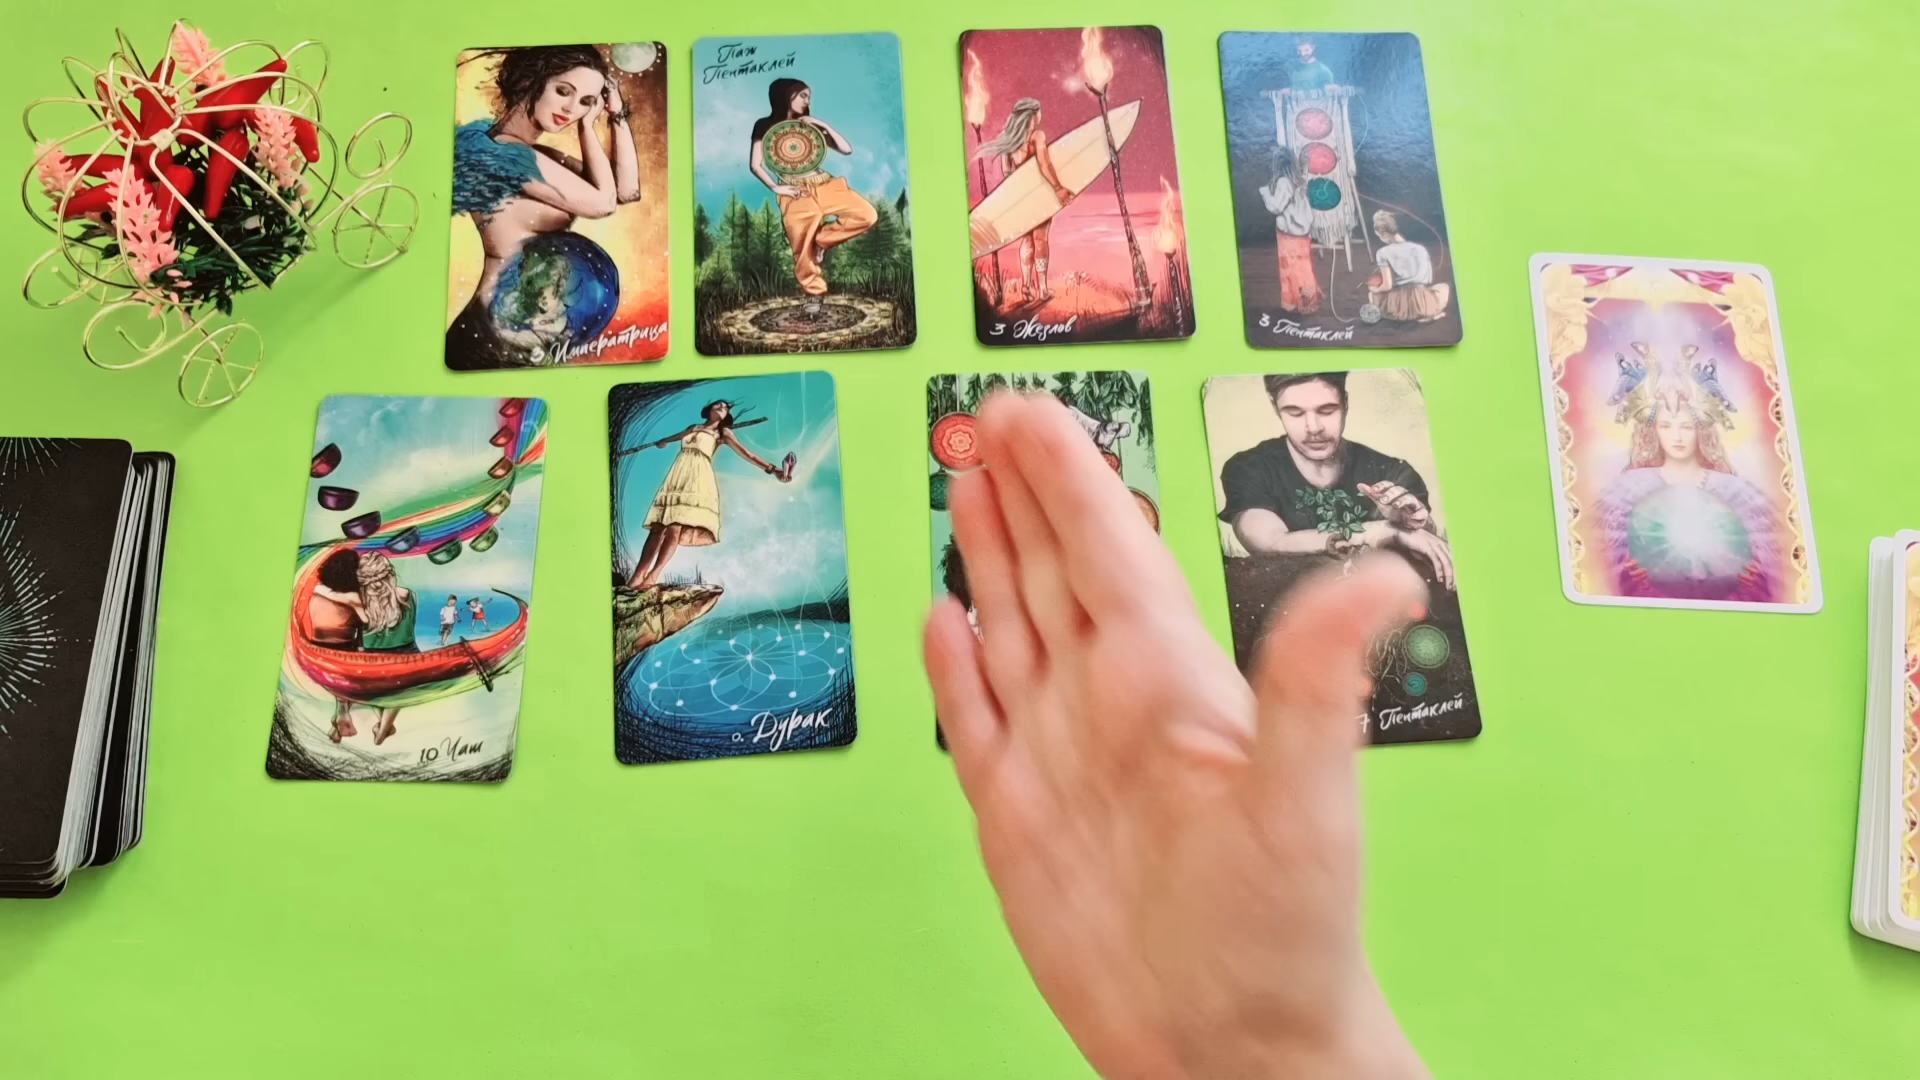 3. Императрица
Паж
Пентаклей
3 Жезлов
3 Пентаклей
10 Чаш
0. Дурак
7 Пентаклей